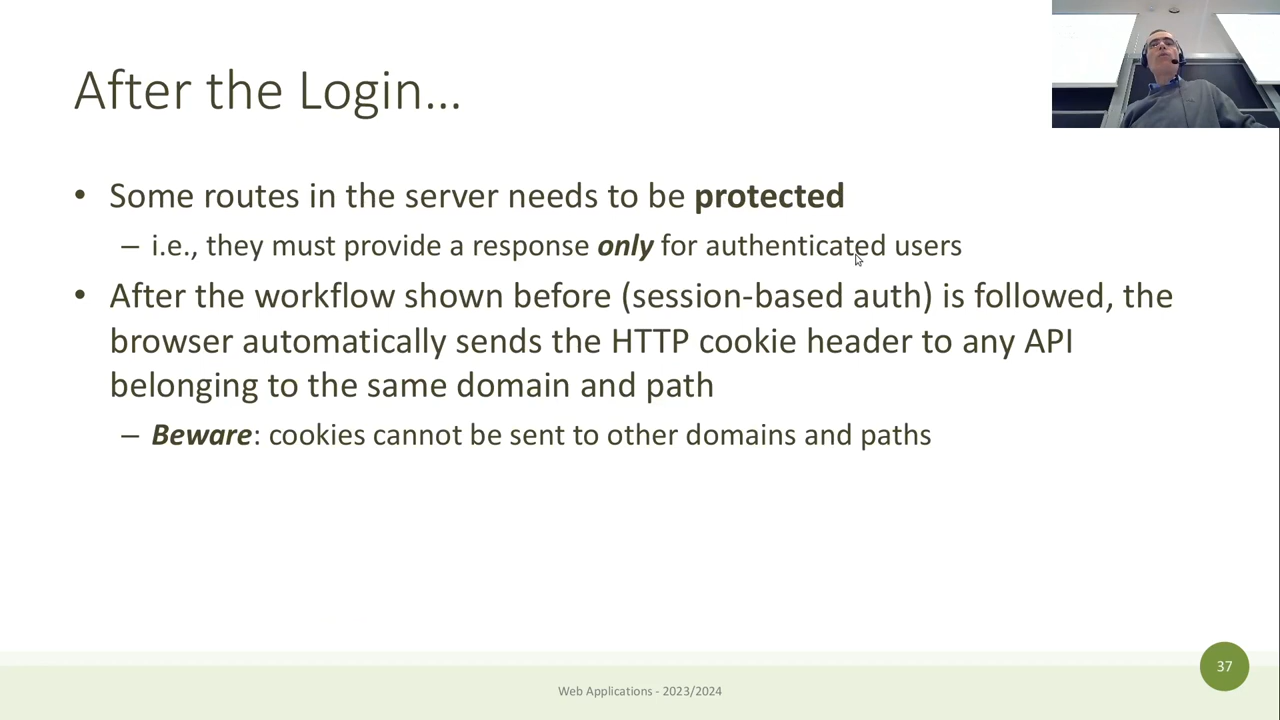 After the Login…
• Some routes in the server needs to be protected
– i.e., they must provide a response only for authenticated users
• After the workflow shown before (session-based auth) is followed, the
browser automatically sends the HTTP cookie header to any API
belonging to the same domain and path
– Beware: cookies cannot be sent to other domains and paths
37
Web Applications - 2023/2024